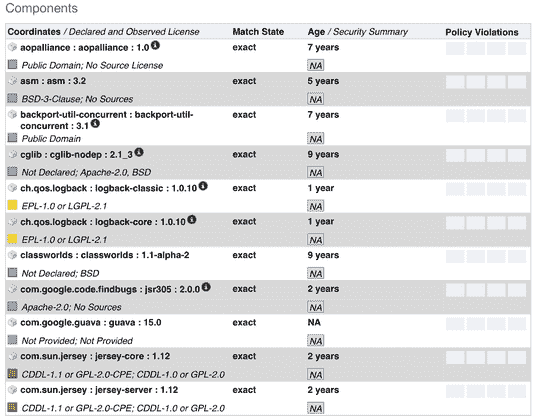 Components
Coordinates / Declared and Observed License Match State Age / Security Summary Policy Violations
aopalliance : aopalliance : 1.0 exact 7 years
Public Domain; No Source License NA
asm : asm : 3.2 exact 5 years
BSD-3-Clause; No Sources NA
backport-util-concurrent : backport-util- exact 7 years
concurrent : 3.1
Public Domain NA
cglib : cglib-nodep : 2.1_3 exact 9 years
Not Declared; Apache-2.0, BSD NA
ch.qos.logback : logback-classic : 1.0.10 exact 1 year
EPL-1.0 or LGPL-2.1 NA
ch.qos.logback : logback-core : 1.0.10 exact 1 year
EPL-1.0 or LGPL-2.1 NA
classworlds : classworlds : 1.1-alpha-2 exact 9 years
Not Declared; BSD NA
com.google.code.findbugs : jsr305 : 2.0.0 exact 2 years
Apache-2.0; No Sources NA
com.google.guava : guava : 15.0 exact NA
Not Provided; Not Provided NA
com.sun.jersey : jersey-core : 1.12 exact 2 years
CDDL-1.1 or GPL-2.0-CPE; CDDL-1.0 or GPL-2.0 NA
com.sun.jersey : jersey-server : 1.12 exact 2 years
CDDL-1.1 or GPL-2.0-CPE; CDDL-1.0 or GPL-2.0 NA